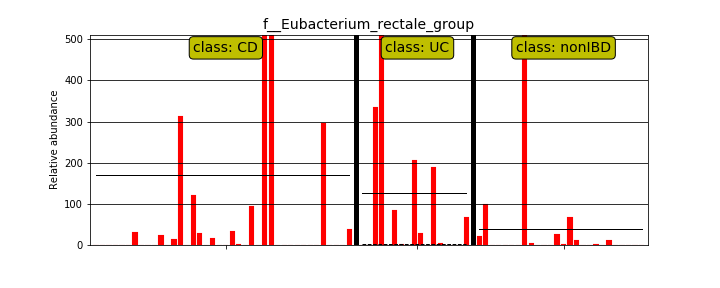 f__Eubacterium_rectale_group
class: CD
class: UC
class: nonIBD
Relative abundance
500
400
300
200
100
0